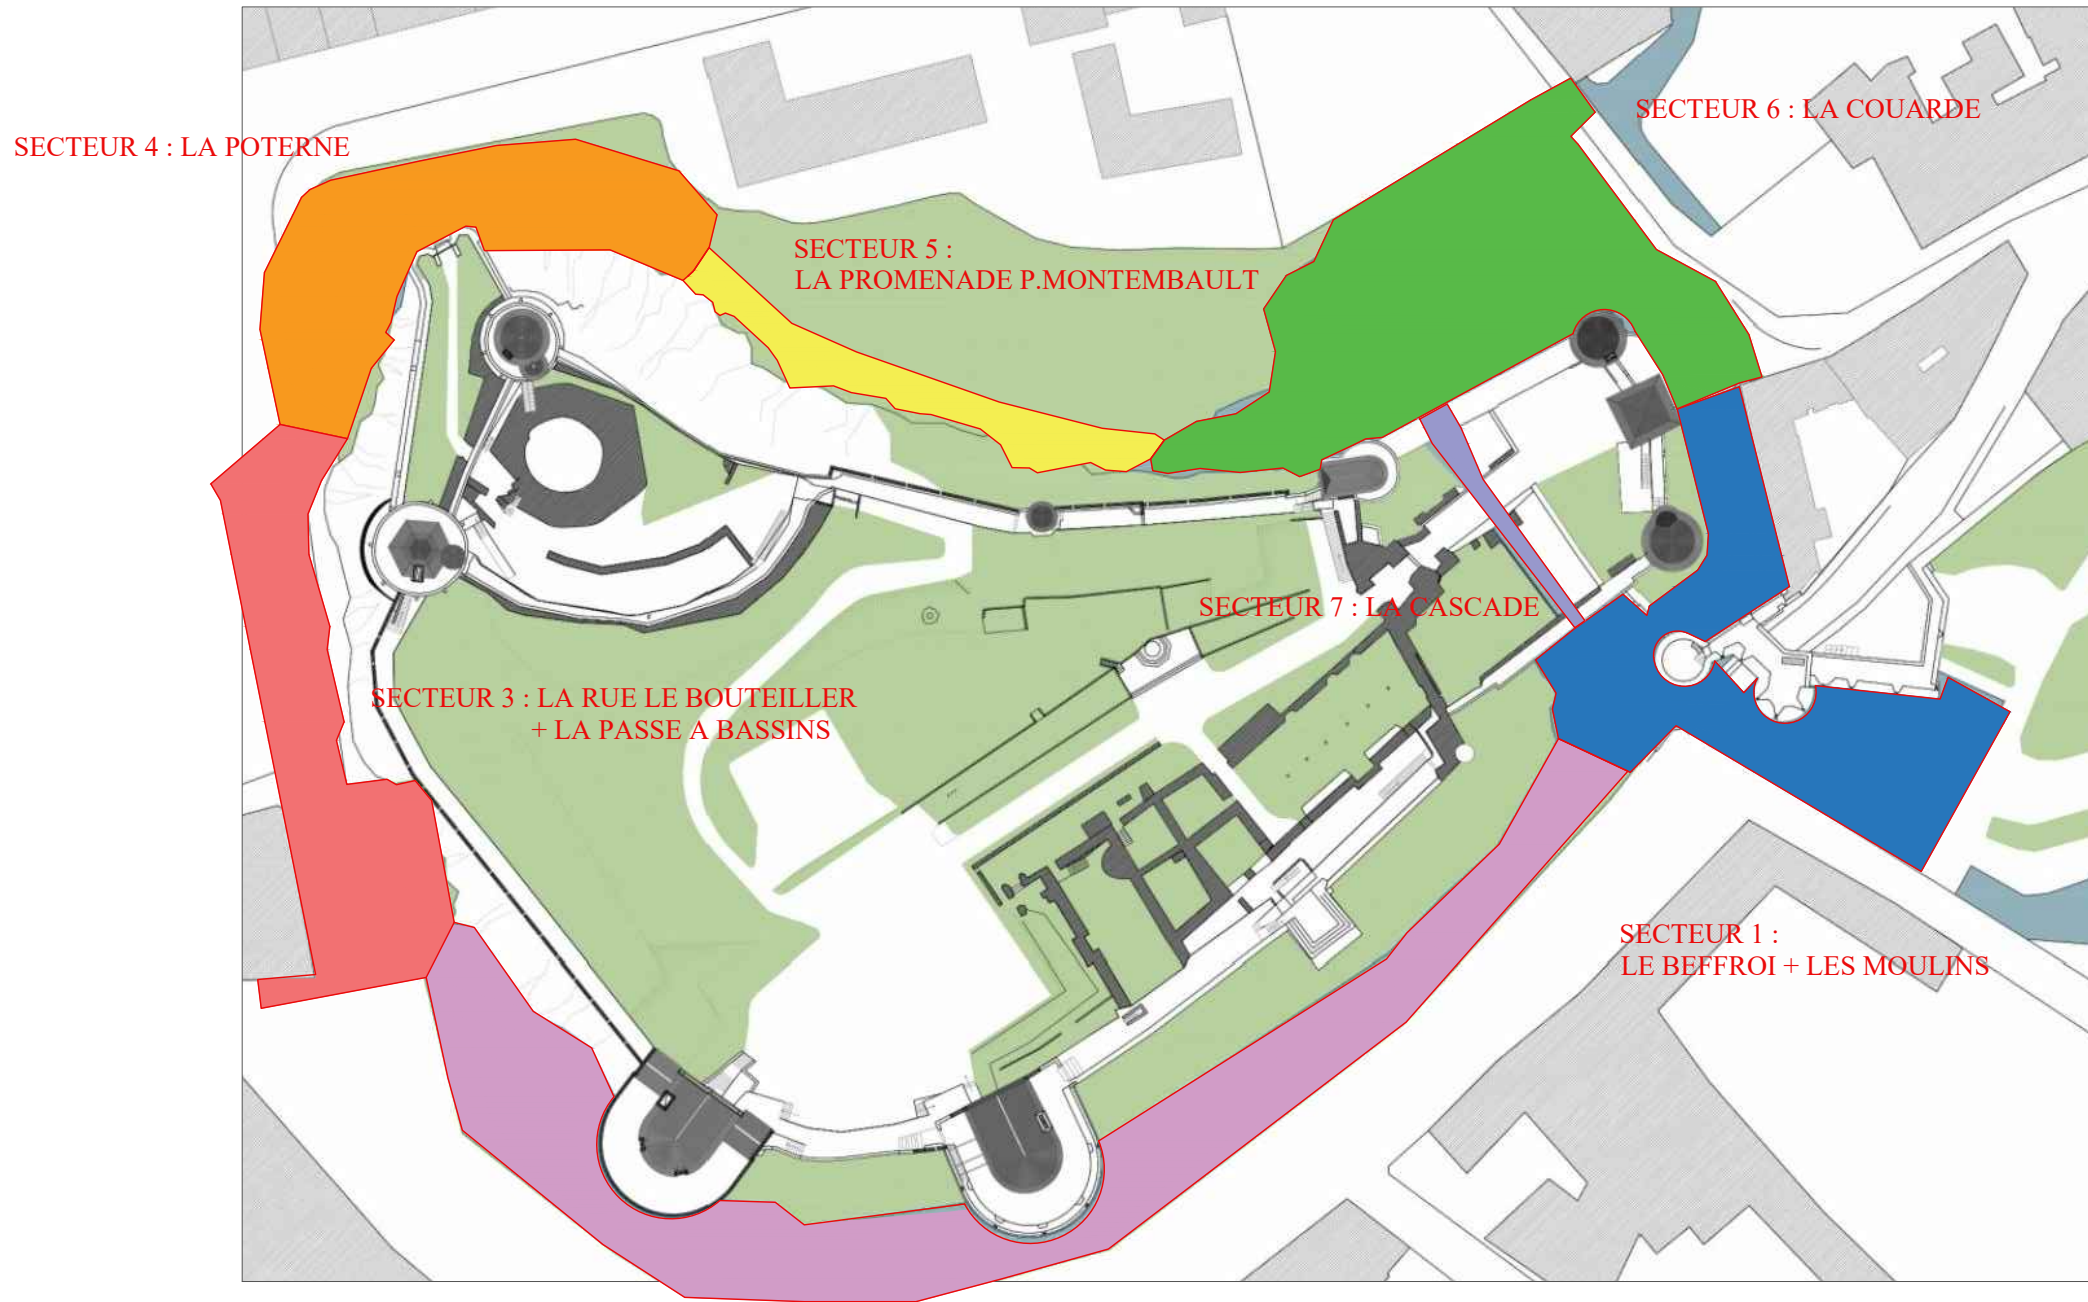 SECTEUR 6 : LA COUARDE
SECTEUR 4 : LA POTERNE
SECTEUR 5 :
LA PROMENADE P.MONTEMBAULT
SECTEUR 7 : LA CASCADE
SECTEUR 3 : LA RUE LE BOUTEILLER
+ LA PASSE A BASSINS
SECTEUR 1 :
LE BEFFROI + LES MOULINS